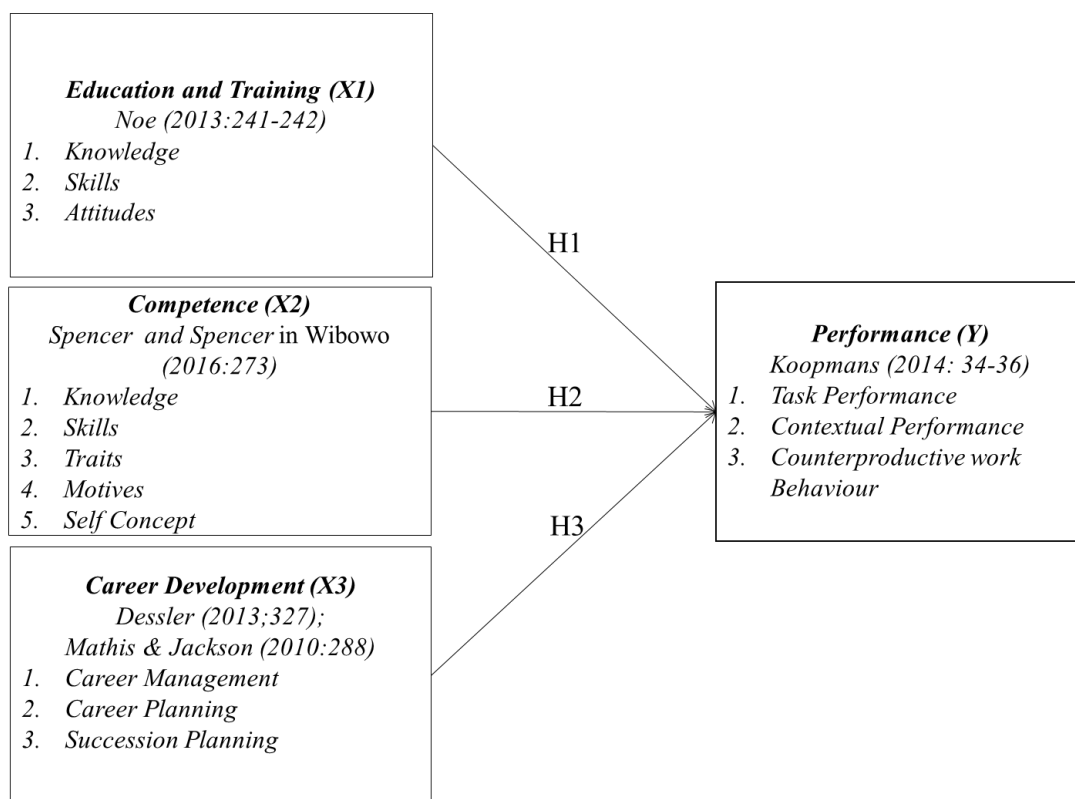 Education and Training (X1)
Noe (2013:241-242)
1. Knowledge
2. Skills
3. Attitudes
H1
Competence (X2)
Spencer and Spencer in Wibowo
(2016:273)
1. Knowledge
2. Skills
3. Traits
4. Motives
5. Self Concept
H2
Performance (Y)
Koopmans (2014: 34-36)
1. Task Performance
2. Contextual Performance
3. Counterproductive work
Behaviour
H3
Career Development (X3)
Dessler (2013;327);
Mathis & Jackson (2010:288)
1. Career Management
2. Career Planning
3. Succession Planning